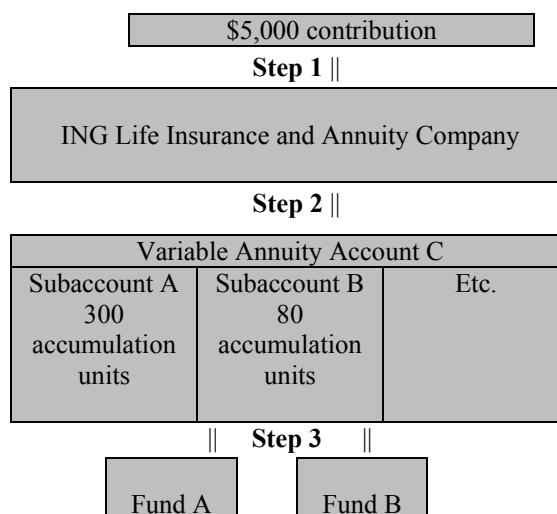 $5,000 contribution
Step 1 ||
ING Life Insurance and Annuity Company
Step 2 ||
Variable Annuity Account C
Subaccount A
300
accumulation
units
Subaccount B
80
accumulation
units
Etc.
|| Step 3 ||
Fund A
Fund B